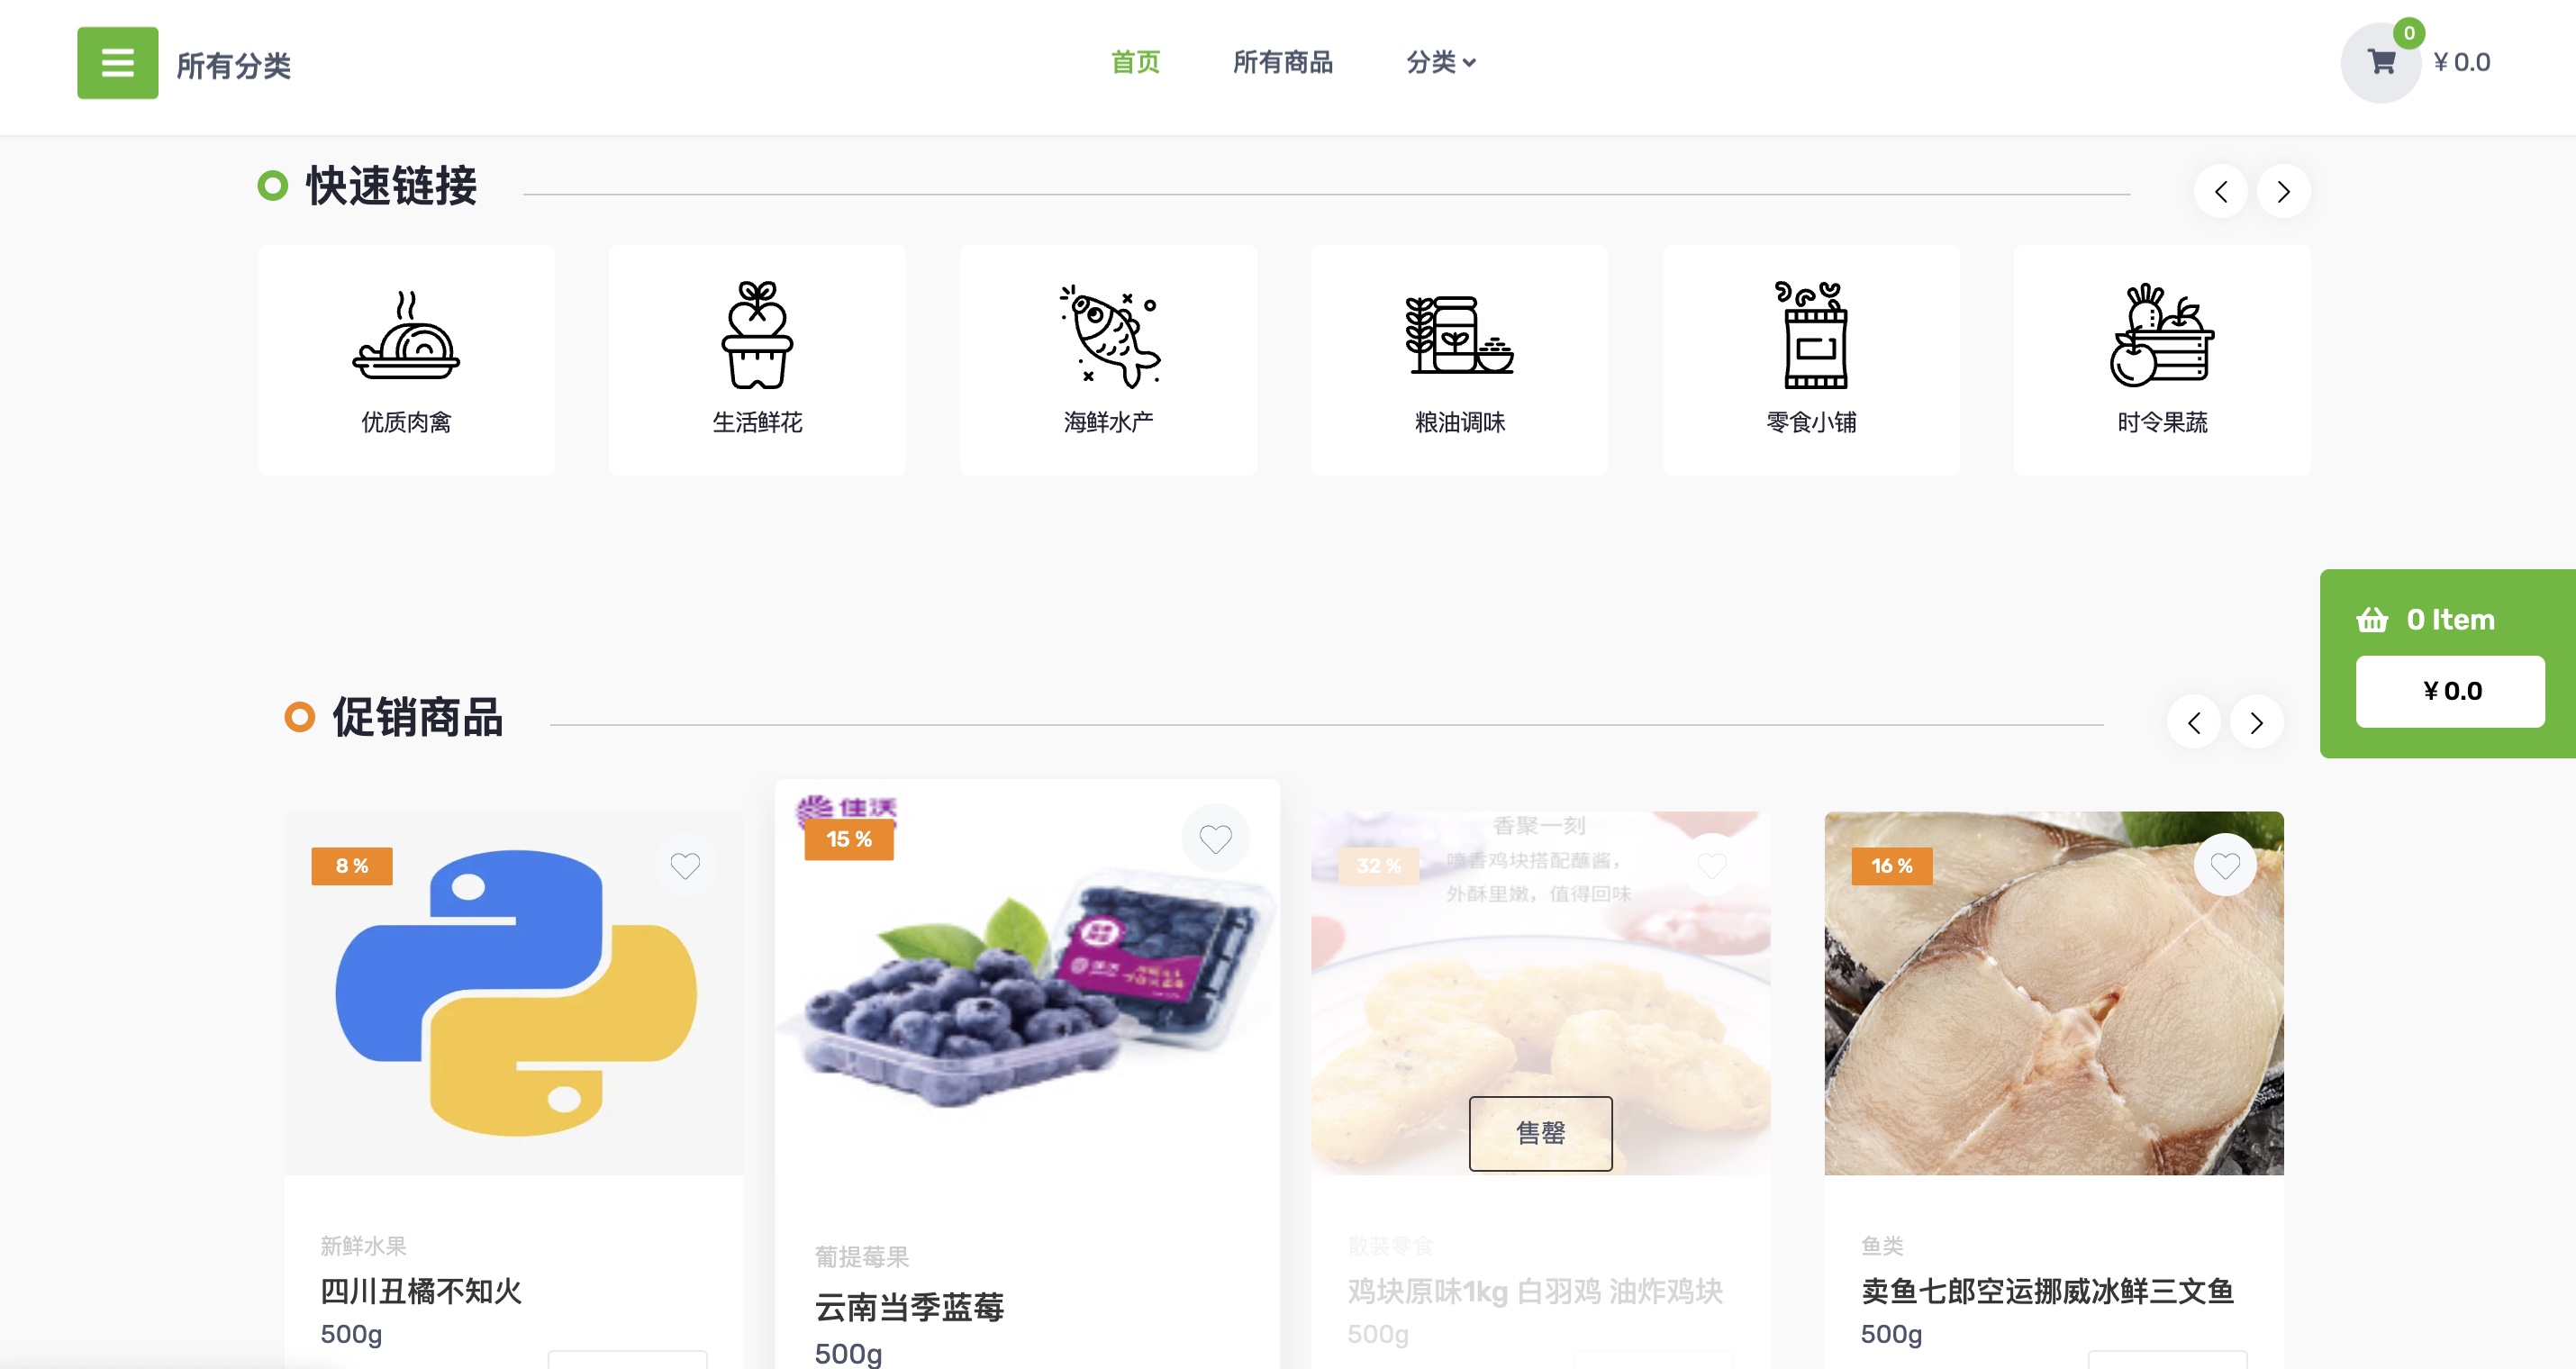 所有分类
首页
所有商品
分类
0
¥ 0.0
快速链接
优质肉禽
生活鲜花
海鲜水产
粮油调味
零食小铺
时令果蔬
0 Item
¥ 0.0
促销商品
8 %
15 %
佳沃
32 %
香聚一刻
喷香鸡块搭配蘸酱，
外酥里嫩，值得回味
售罄
16 %
新鲜水果
四川丑橘不知火
500g
葡提莓果
云南当季蓝莓
500g
散装零食
鸡块原味1kg 白羽鸡 油炸鸡块
500g
鱼类
卖鱼七郎空运挪威冰鲜三文鱼
500g